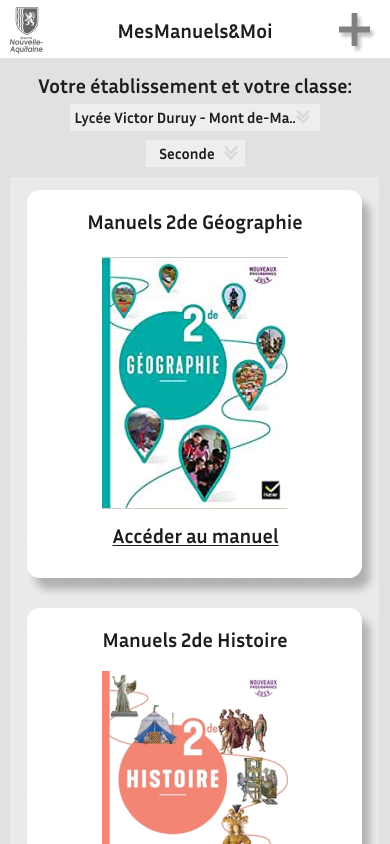 RÉGION
Nouvelle-
Aquitaine
MesManuels&Moi
Votre établissement et votre classe:
Lycée Victor Duruy - Mont de-Ma..
Seconde
Manuels 2de Géographie
NOUVEAUX
PROGRAMMES
2019
2de
GÉOGRAPHIE
Hatier
Accéder au manuel
Manuels 2de Histoire
NOUVEAUX
PROGRAMMES
2019
2de
HISTOIRE